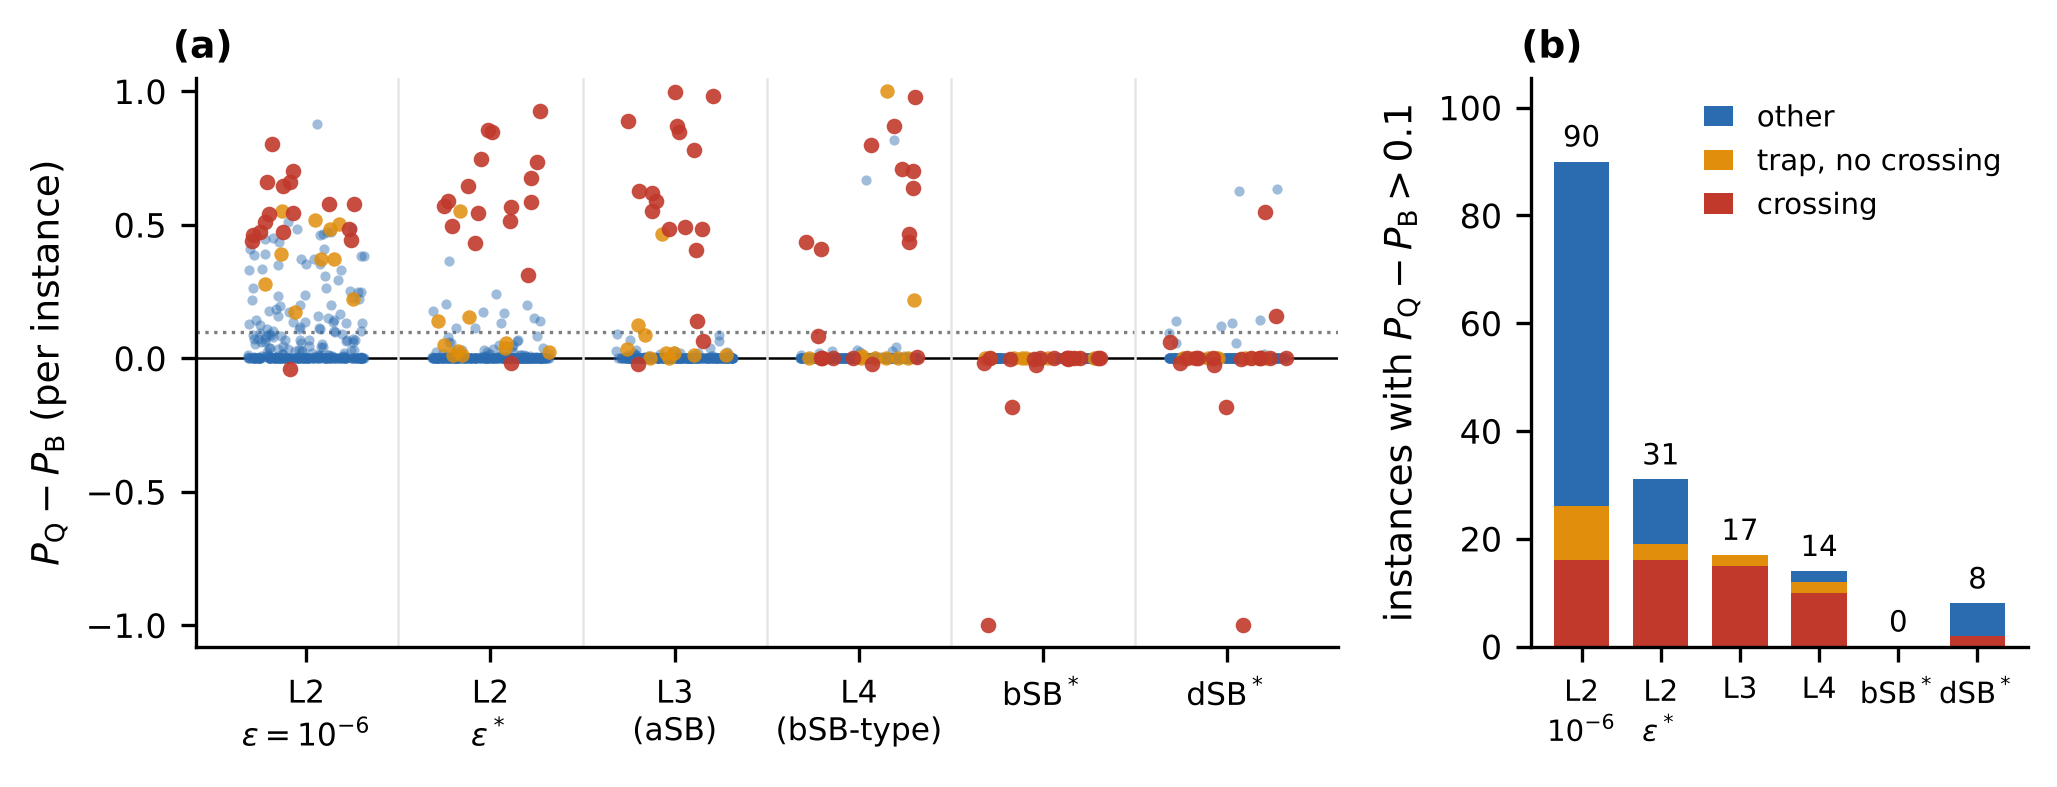 (a)
P_Q − P_B (per instance)
1.0
0.5
0.0
−0.5
−1.0
L2
ε = 10⁻⁶
L2
ε*
L3
(aSB)
L4
(bSB-type)
bSB*
dSB*
(b)
instances with P_Q − P_B > 0.1
100
80
60
40
20
0
other
trap, no crossing
crossing
90
31
17
14
0
8
L2
10⁻⁶
L2
ε*
L3
L4
bSB*
dSB*